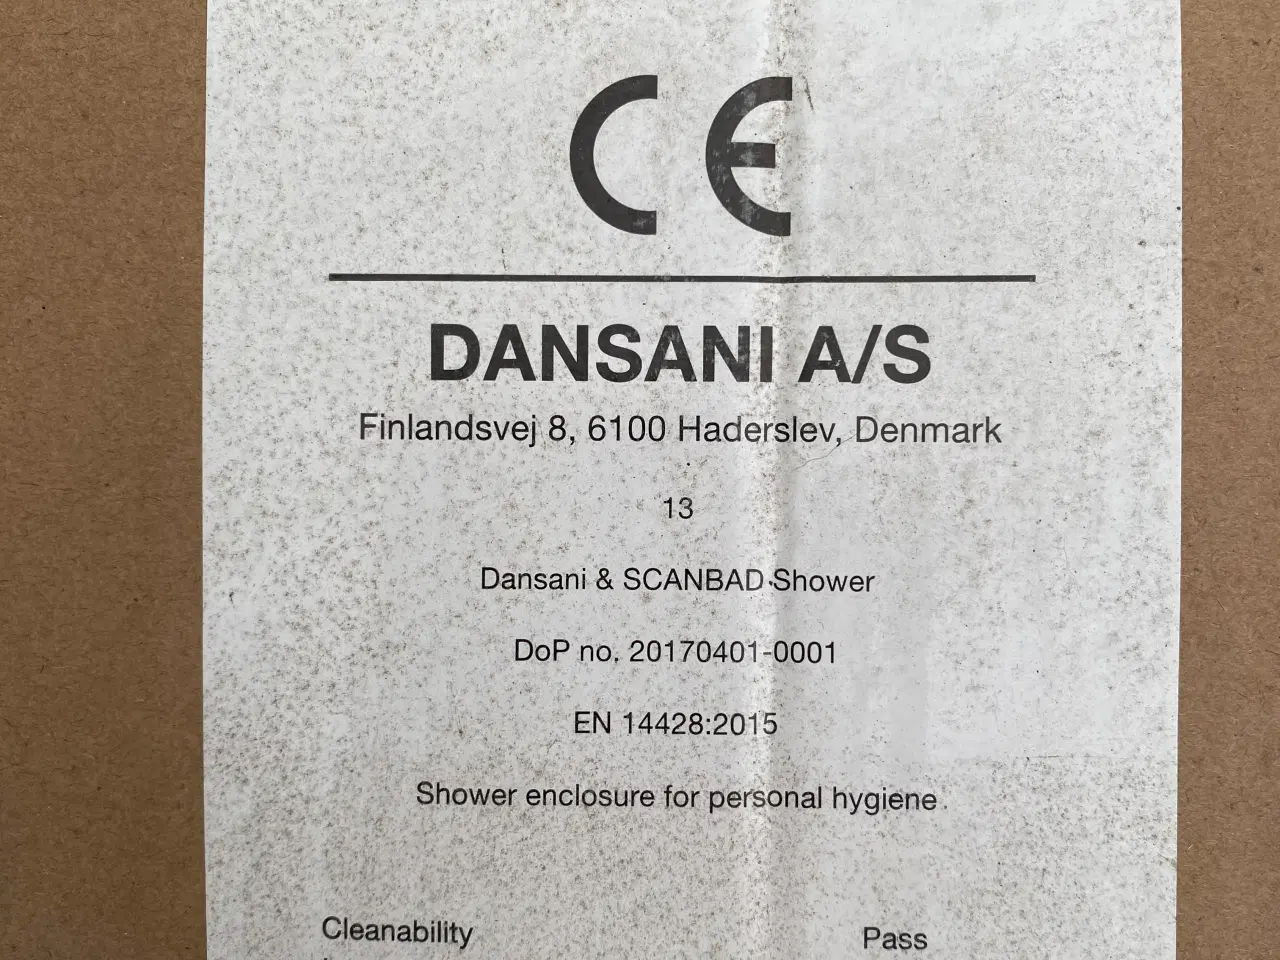 CE
DANSANI A/S
Finlandsvej 8, 6100 Haderslev, Denmark
13
Dansani & SCANBAD Shower
DoP no. 20170401-0001
EN 14428:2015
Shower enclosure for personal hygiene
Cleanability Pass